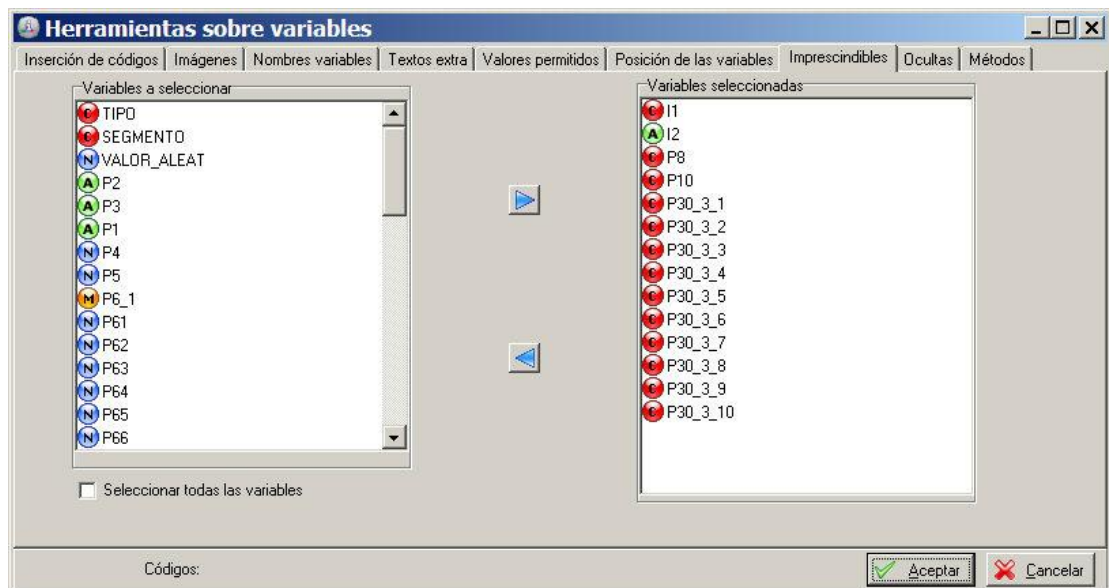 Herramientas sobre variables
Inserción de códigos Imágenes Nombres variables Textos extra Valores permitidos Posición de las variables Imprescindibles Ocultas Métodos
Variables a seleccionar
C TIPO
C SEGMENTO
N VALOR_ALEAT
A P2
A P3
A P1
N P4
N P5
M P6_1
N P61
N P62
N P63
N P64
N P65
N P66
Seleccionar todas las variables
Variables seleccionadas
C I1
A I2
C P8
C P10
C P30_3_1
C P30_3_2
C P30_3_3
C P30_3_4
C P30_3_5
C P30_3_6
C P30_3_7
C P30_3_8
C P30_3_9
C P30_3_10
Códigos:
Aceptar
Cancelar